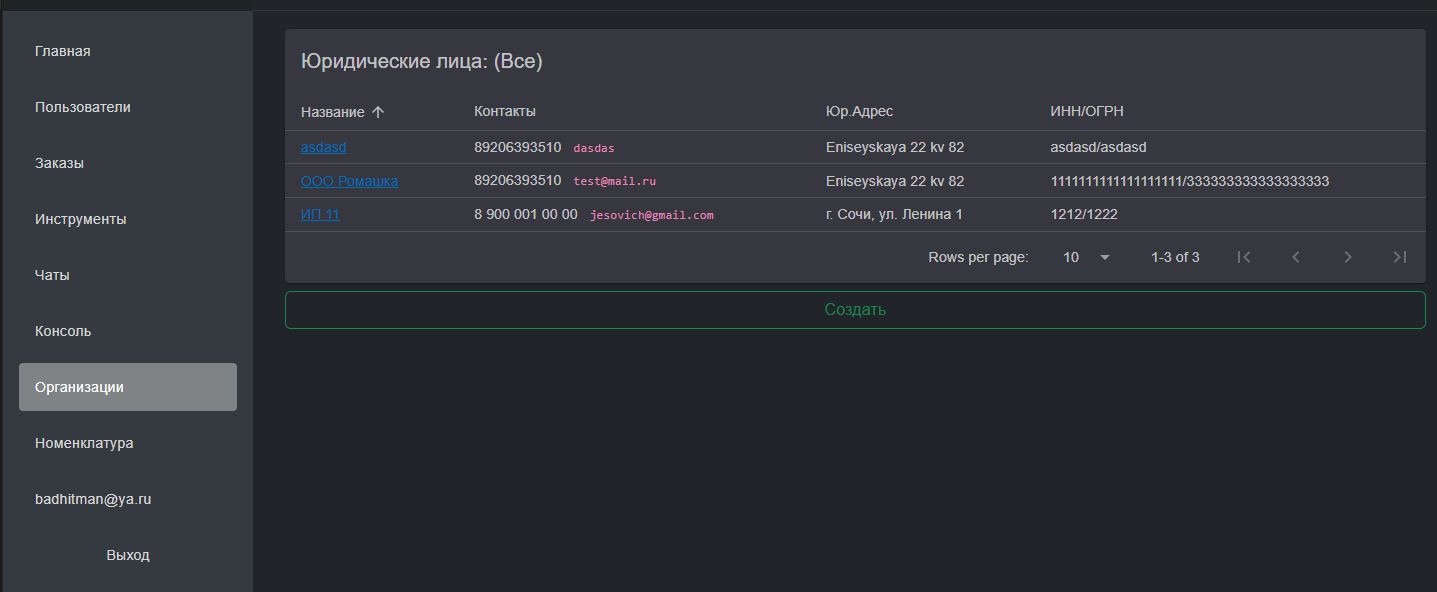 Главная
Пользователи
Заказы
Инструменты
Чаты
Консоль
Организации
Номенклатура
badhitman@ya.ru
Выход
Юридические лица: (Все)
Название Контакты Юр.Адрес ИНН/ОГРН
asdasd 89206393510 dasdas Eniseyskaya 22 kv 82 asdasd/asdasd
ООО Ромашка 89206393510 test@mail.ru Eniseyskaya 22 kv 82 1111111111111111111/333333333333333333
ИП 11 8 900 001 00 00 jesovich@gmail.com г. Сочи, ул. Ленина 1 1212/1222
Rows per page: 10 1-3 of 3
Создать